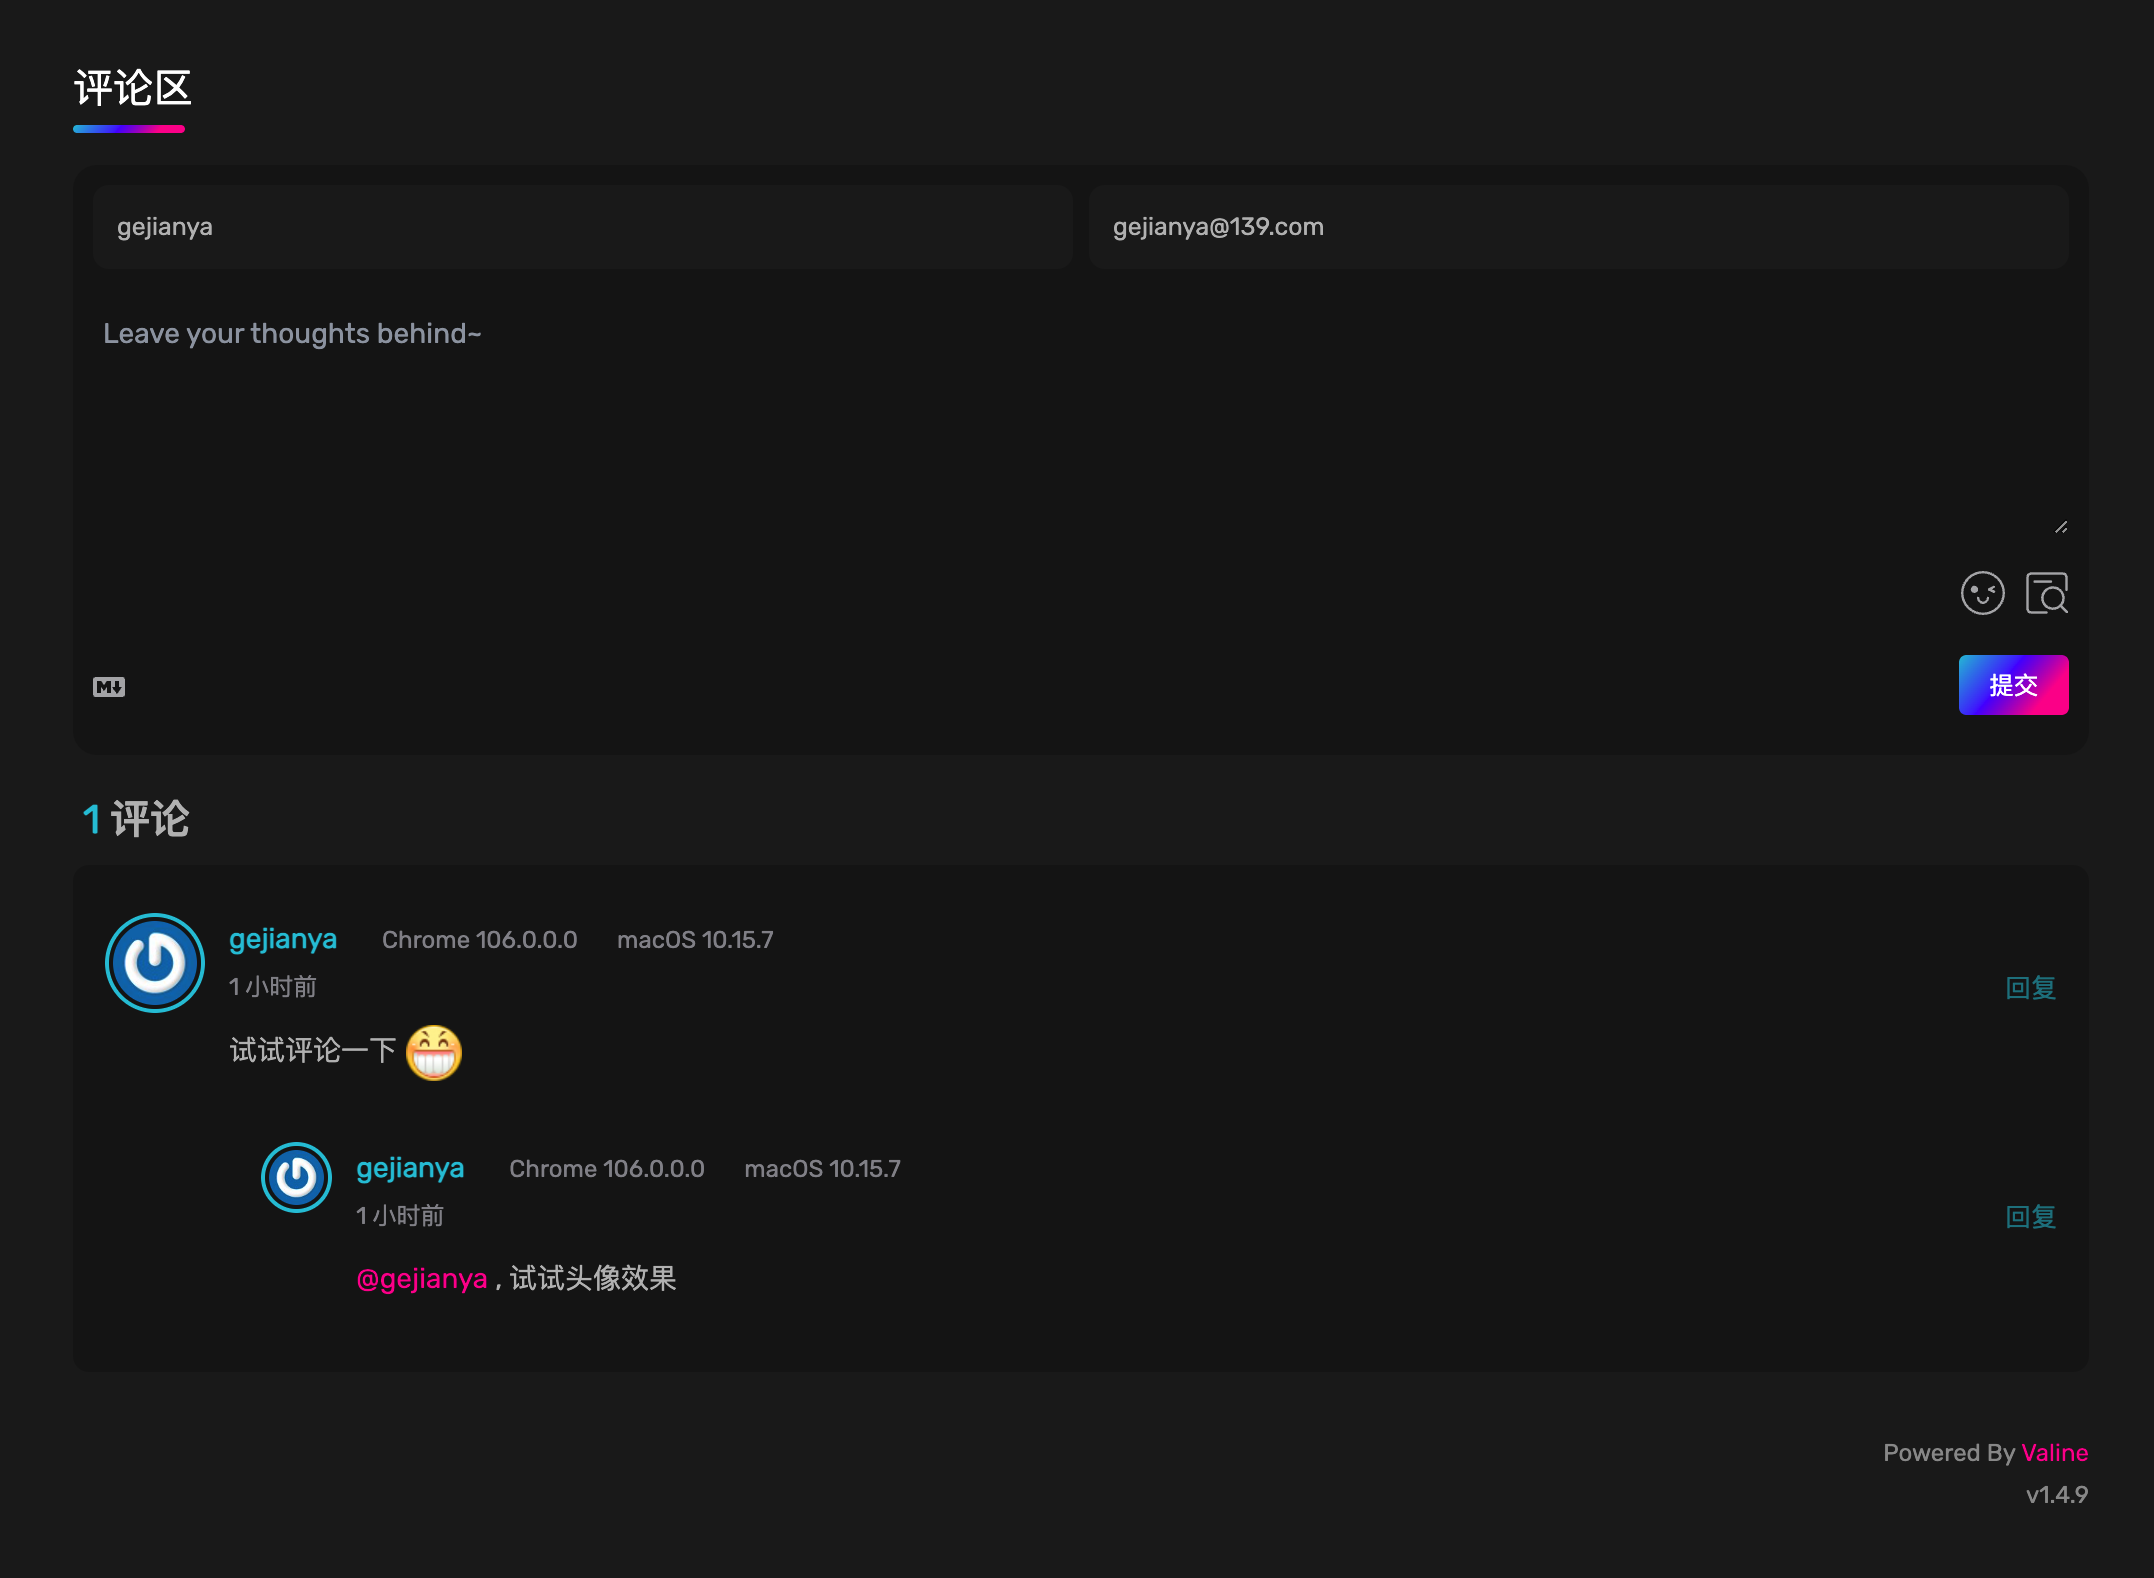 评论区
gejianya
gejianya@139.com
Leave your thoughts behind~
M
提交
1 评论
gejianya Chrome 106.0.0.0 macOS 10.15.7
1 小时前
回复
试试评论一下
gejianya Chrome 106.0.0.0 macOS 10.15.7
1 小时前
回复
@gejianya , 试试头像效果
Powered By Valine
v1.4.9